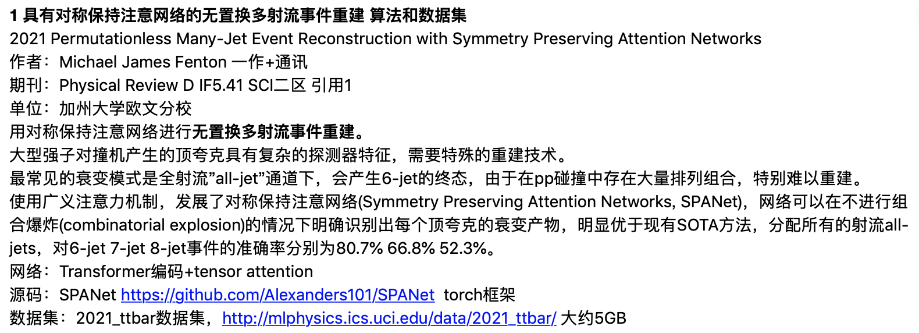 1 具有对称保持注意网络的无置换多射流事件重建 算法和数据集
2021 Permutationless Many-Jet Event Reconstruction with Symmetry Preserving Attention Networks
作者：Michael James Fenton 一作+通讯
期刊：Physical Review D IF5.41 SCI二区 引用1
单位：加州大学欧文分校
用对称保持注意网络进行无置换多射流事件重建。
大型强子对撞机产生的顶夸克具有复杂的探测器特征，需要特殊的重建技术。
最常见的衰变模式是全射流”all-jet”通道下，会产生6-jet的终态，由于在pp碰撞中存在大量排列组合，特别难以重建。
使用广义注意力机制，发展了对称保持注意网络(Symmetry Preserving Attention Networks, SPANet)，网络可以在不进行组
合爆炸(combinatorial explosion)的情况下明确识别出每个顶夸克的衰变产物，明显优于现有SOTA方法，分配所有的射流all-
jets，对6-jet 7-jet 8-jet事件的准确率分别为80.7% 66.8% 52.3%。
网络：Transformer编码+tensor attention
源码：SPANet https://github.com/Alexanders101/SPANet torch框架
数据集：2021_ttbar数据集，http://mlphysics.ics.uci.edu/data/2021_ttbar/ 大约5GB